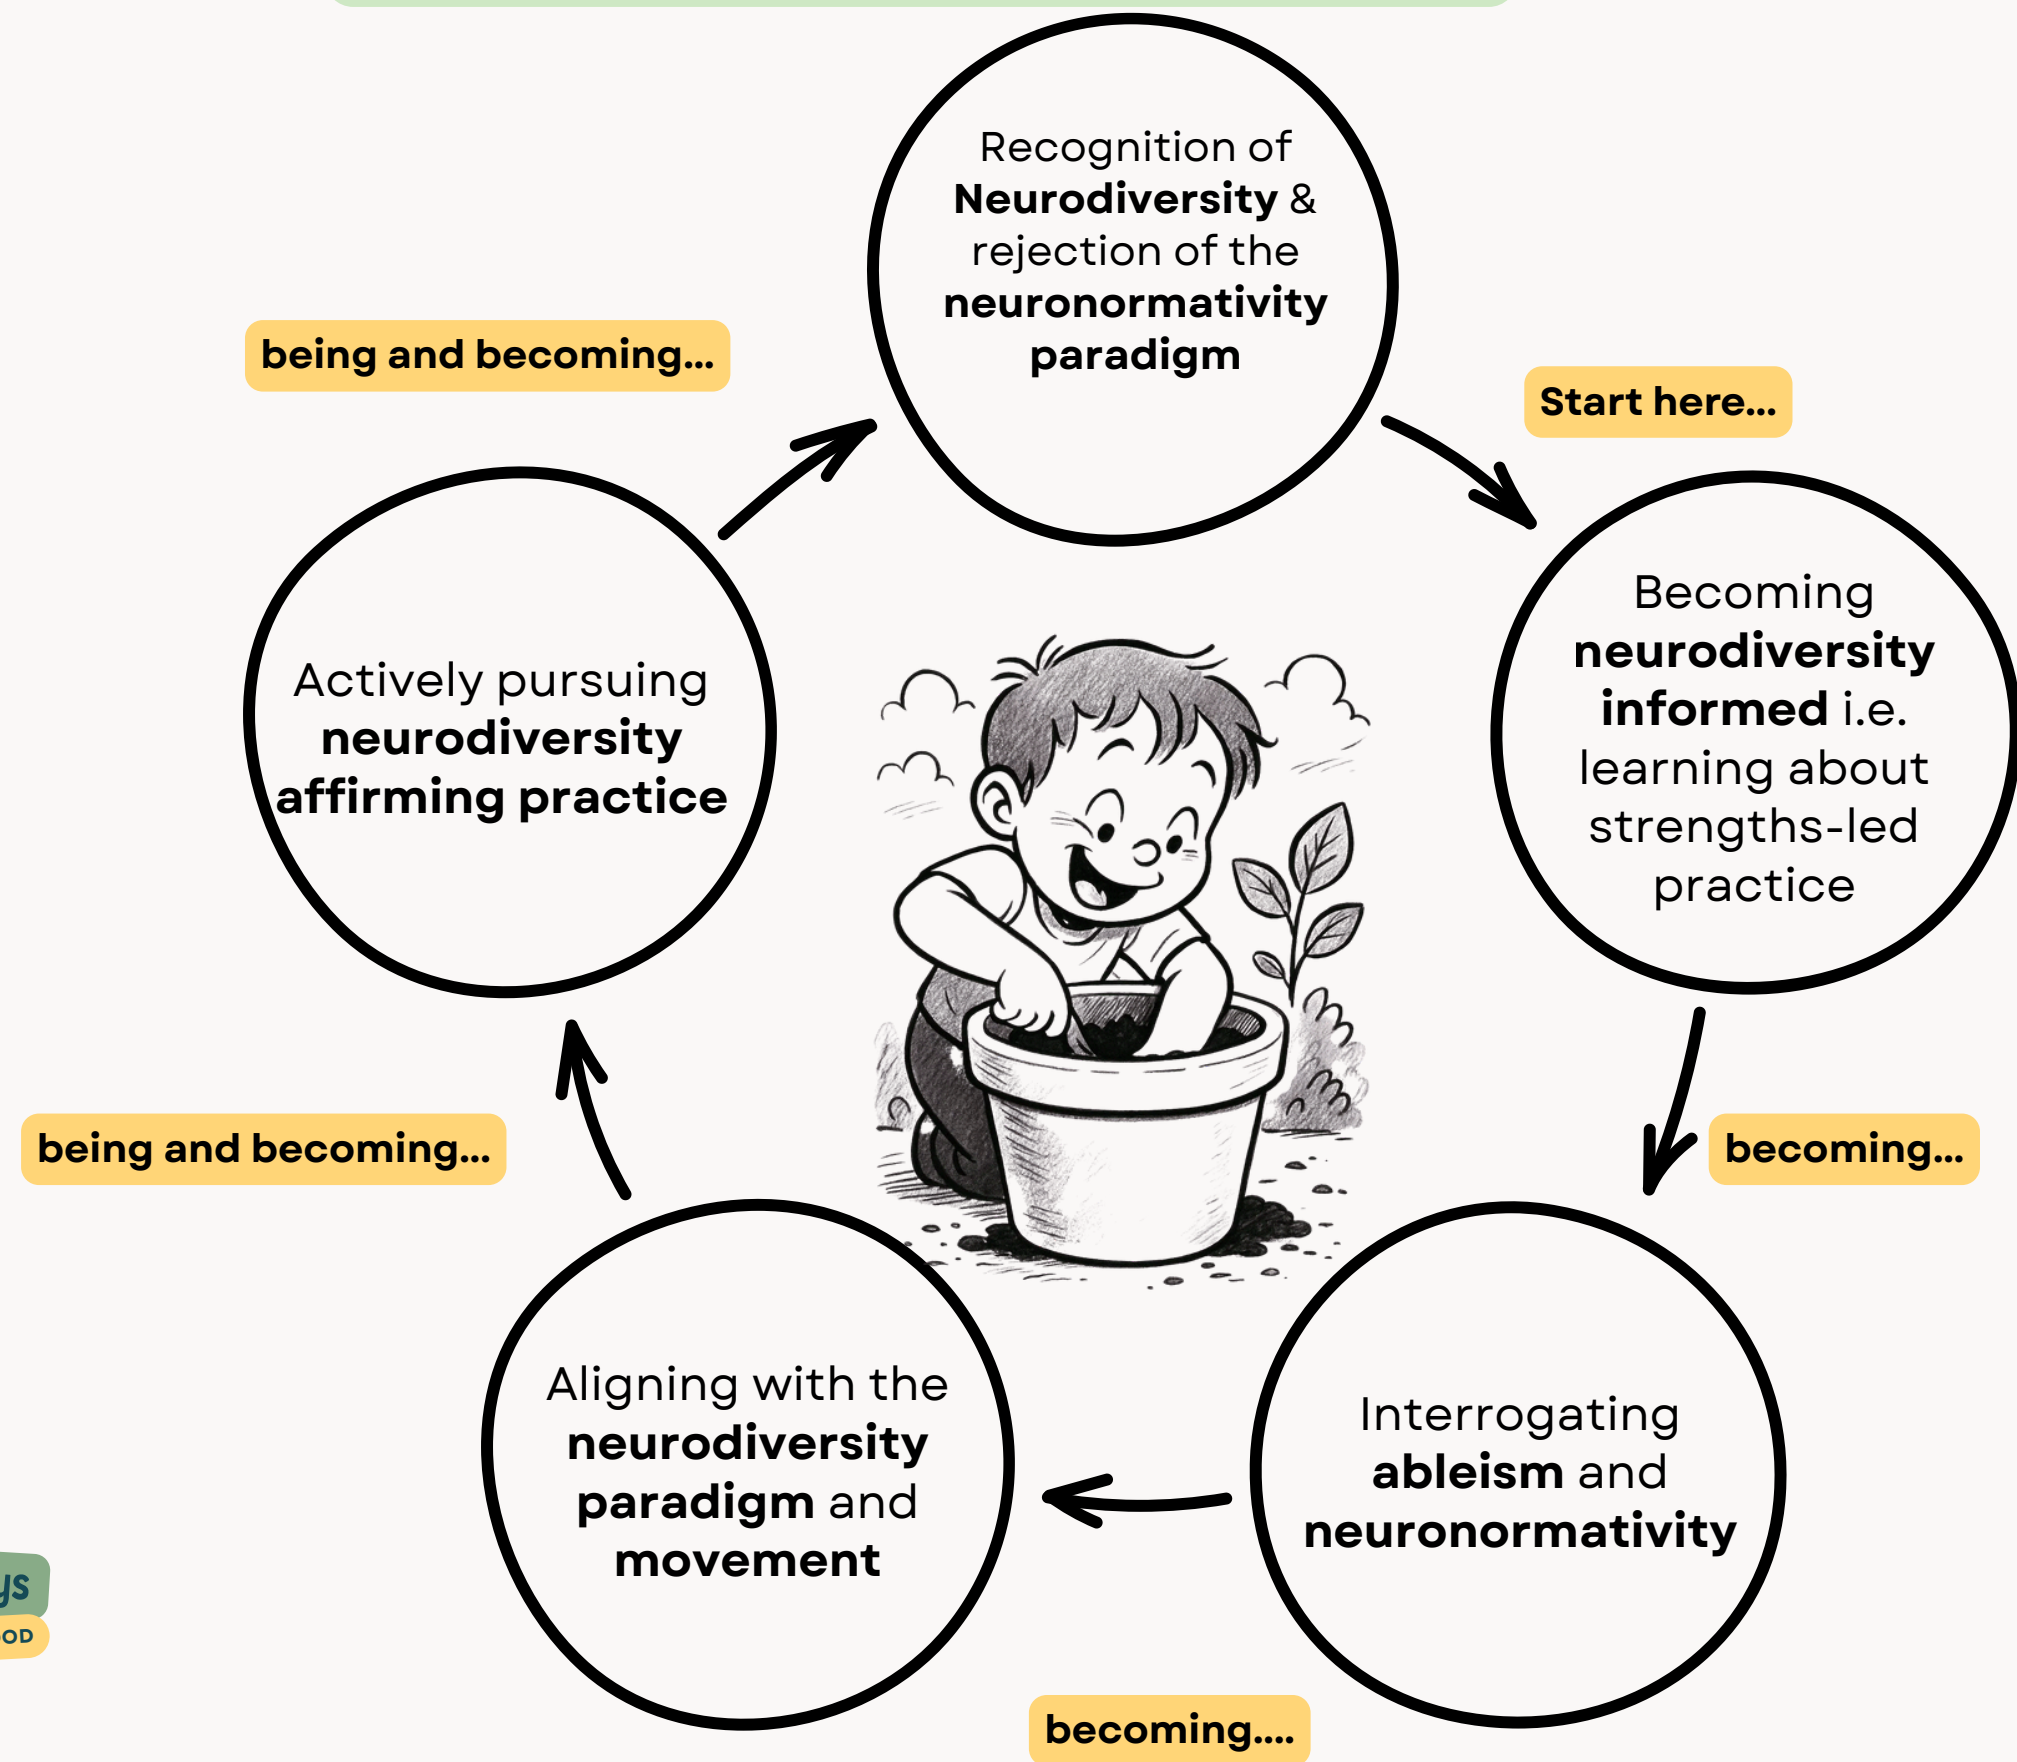 Recognition of
Neurodiversity &
rejection of the
neuronormativity
paradigm
Start here...
Becoming
neurodiversity
informed i.e.
learning about
strengths-led
practice
becoming...
Interrogating
ableism and
neuronormativity
becoming....
Aligning with the
neurodiversity
paradigm and
movement
being and becoming...
Actively pursuing
neurodiversity
affirming practice
being and becoming...